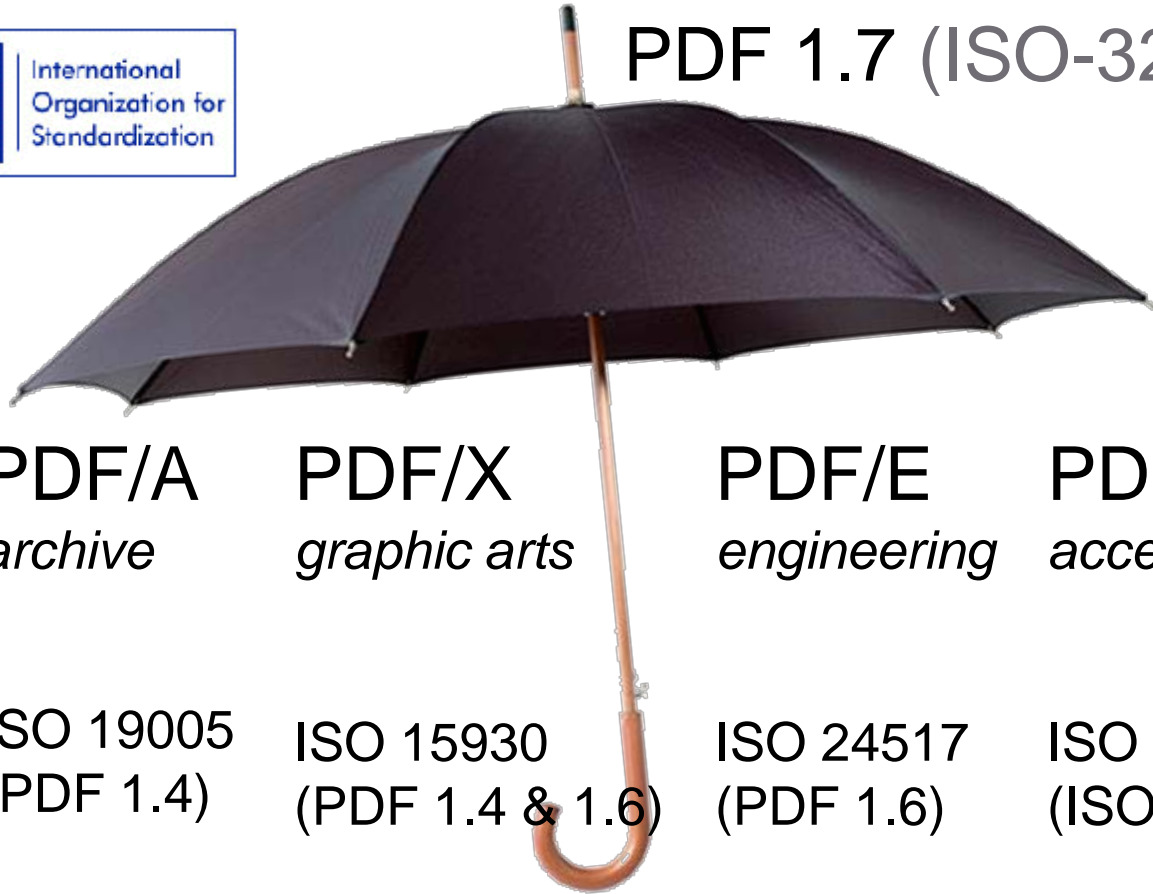 International
Organization for
Standardization
PDF 1.7 (ISO-32
PDF/A
archive
PDF/X
graphic arts
PDF/E
engineering
PD
acce
SO 19005
PDF 1.4)
ISO 15930
(PDF 1.4 & 1.6)
ISO 24517
(PDF 1.6)
ISO
(ISO